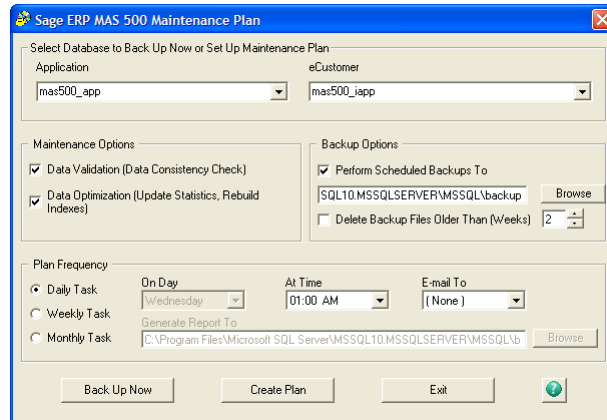 Sage ERP MAS 500 Maintenance Plan
Select Database to Back Up Now or Set Up Maintenance Plan
Application
eCustomer
mas500_app
mas500_iapp
Maintenance Options
Data Validation (Data Consistency Check)
Data Optimization (Update Statistics, Rebuild
Indexes)
Backup Options
Perform Scheduled Backups To
SQL10.MSSQLSERVER\MSSQL\backup
Browse
Delete Backup Files Older Than (Weeks)
2
Plan Frequency
Daily Task
Weekly Task
Monthly Task
On Day
Wednesday
At Time
01:00 AM
E-mail To
( None )
Generate Report To
C:\Program Files\Microsoft SQL Server\MSSQL10.MSSQLSERVER\MSSQL\b
Browse
Back Up Now
Create Plan
Exit
?